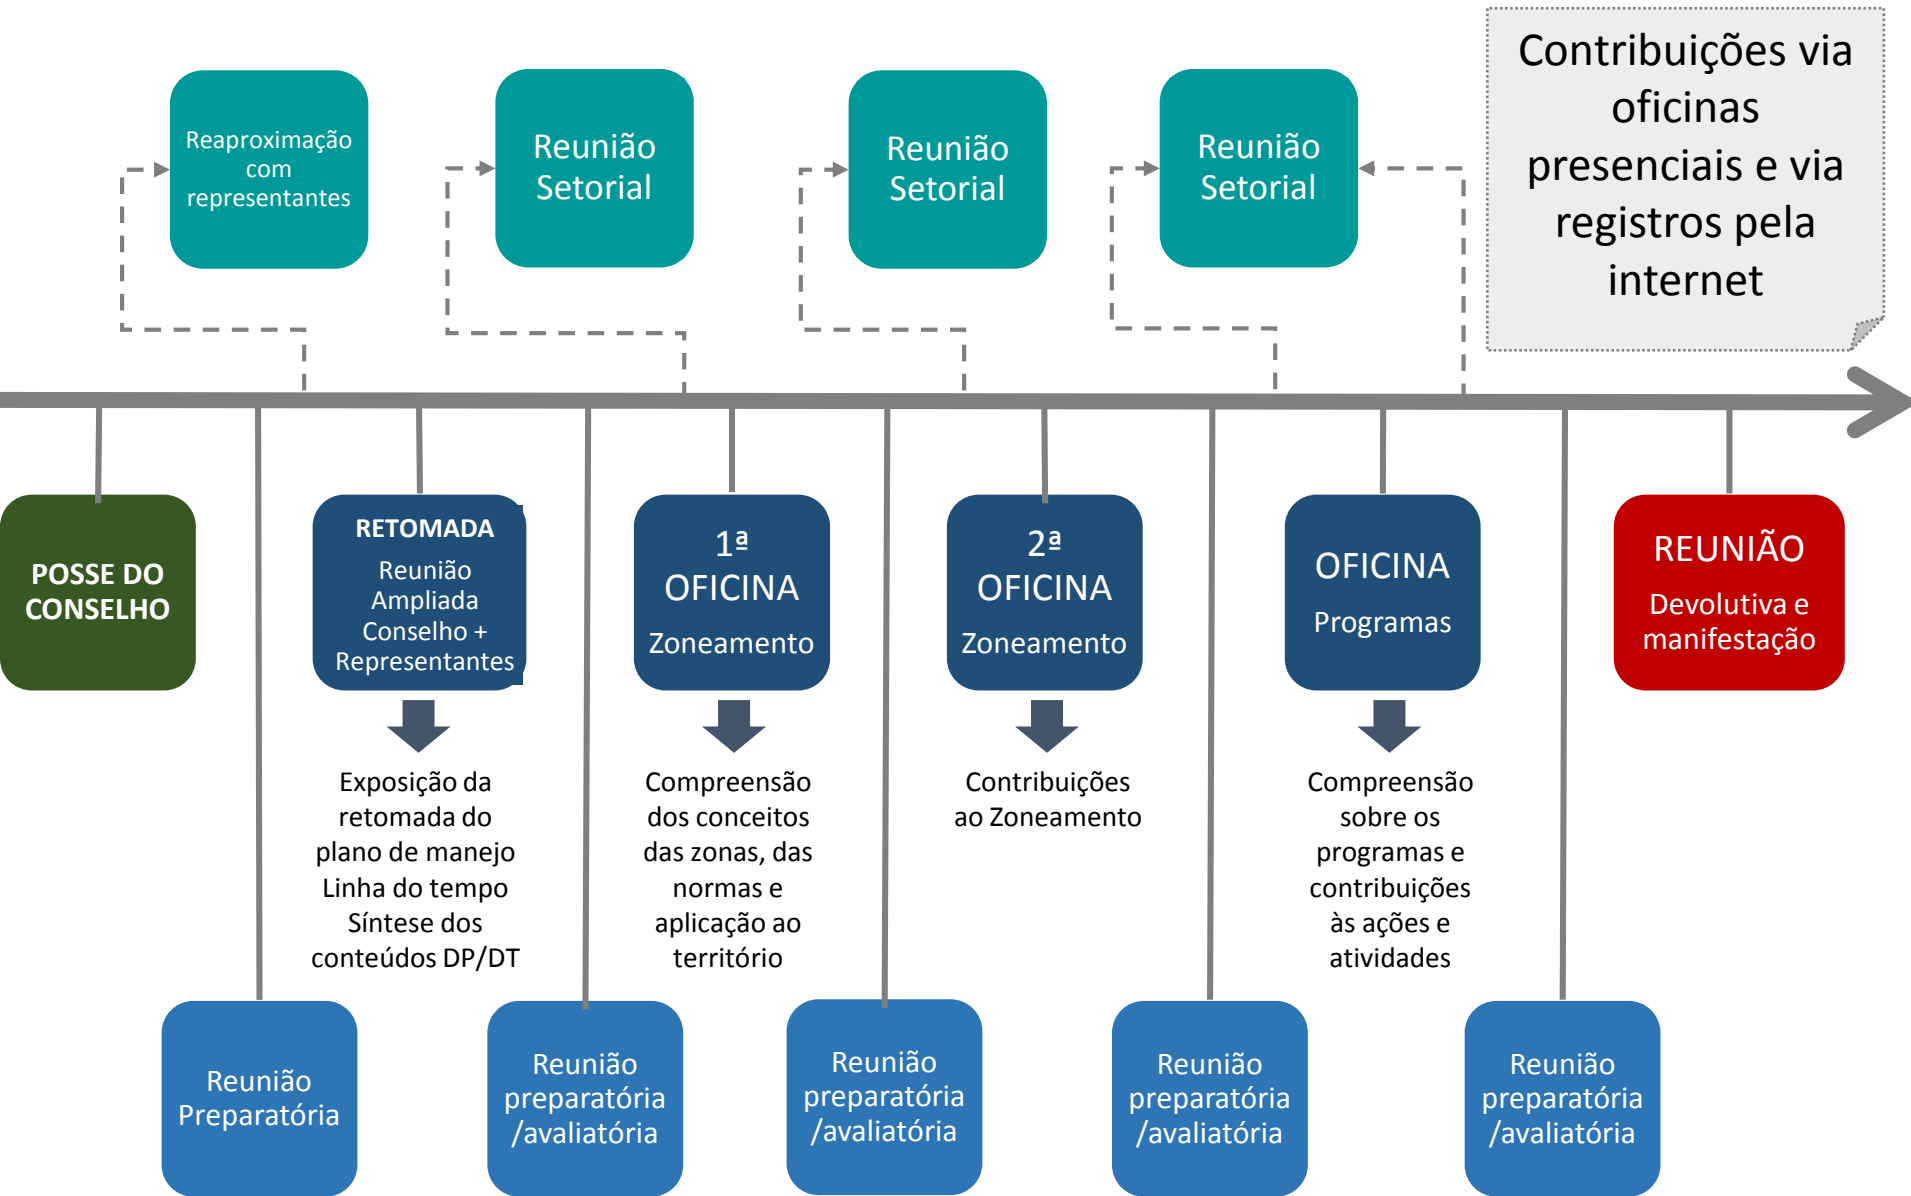 Reaproximação
com
representantes
Reunião
Setorial
Reunião
Setorial
Reunião
Setorial
Contribuições via
oficinas
presenciais e via
registros pela
internet
POSSE DO
CONSELHO
RETOMADA
Reunião
Ampliada
Conselho +
Representantes
1ª
OFICINA
Zoneamento
2ª
OFICINA
Zoneamento
OFICINA
Programas
REUNIÃO
Devolutiva e
manifestação
Exposição da
retomada do
plano de manejo
Linha do tempo
Síntese dos
conteúdos DP/DT
Compreensão
dos conceitos
das zonas, das
normas e
aplicação ao
território
Contribuições
ao Zoneamento
Compreensão
sobre os
programas e
contribuições
às ações e
atividades
Reunião
Preparatória
Reunião
preparatória
/avaliatória
Reunião
preparatória
/avaliatória
Reunião
preparatória
/avaliatória
Reunião
preparatória
/avaliatória